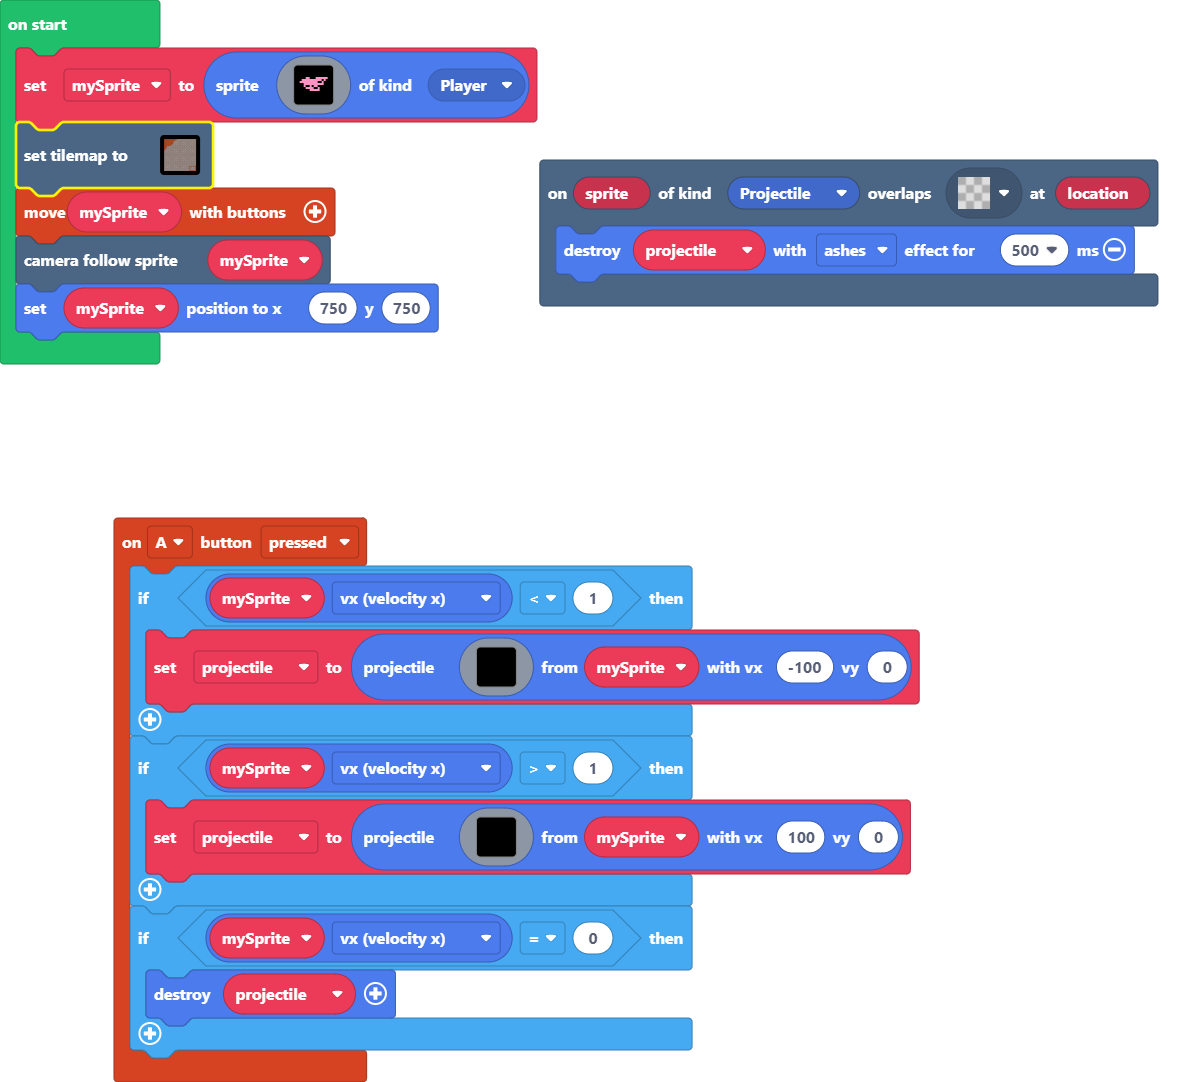 on start
set mySprite to sprite of kind Player
set tilemap to
move mySprite with buttons
camera follow sprite mySprite
set mySprite position to x 750 y 750
on sprite of kind Projectile overlaps at location
destroy projectile with ashes effect for 500 ms
on A button pressed
if mySprite vx (velocity x) < 1 then
set projectile to projectile from mySprite with vx -100 vy 0
if mySprite vx (velocity x) > 1 then
set projectile to projectile from mySprite with vx 100 vy 0
if mySprite vx (velocity x) = 0 then
destroy projectile